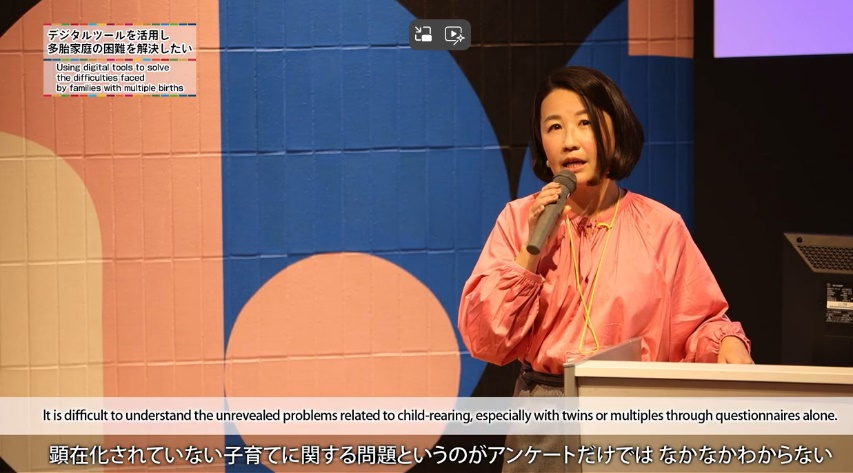 デジタルツールを活用し
多胎家庭の困難を解決したい
Using digital tools to solve
the difficulties faced
by families with multiple births
It is difficult to understand the unrevealed problems related to child-rearing, especially with twins or multiples through questionnaires alone.
顕在化されていない子育てに関する問題というのがアンケートだけでは なかなかわからない